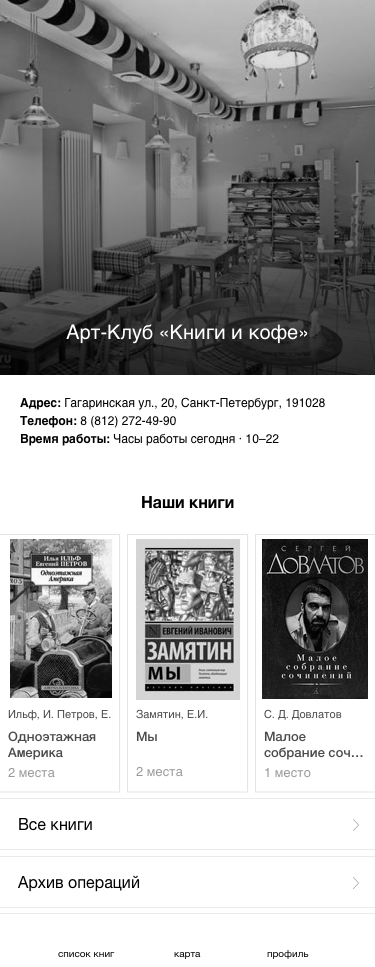 ru
Арт-Клуб «Книги и кофе»
Адрес: Гагаринская ул., 20, Санкт-Петербург, 191028
Телефон: 8 (812) 272-49-90
Время работы: Часы работы сегодня · 10–22
Наши книги
Илья ИЛЬФ
Евгений ПЕТРОВ
Одноэтажная
Америка
Ильф, И. Петров, Е.
Одноэтажная
Америка
2 места
ЕВГЕНИЙ ИВАНОВИЧ
ЗАМЯТИН
МЫ
Замятин, Е.И.
Мы
2 места
СЕРГЕЙ
ДОВЛАТОВ
Малое
собрание
сочинений
С. Д. Довлатов
Малое
собрание соч...
1 место
Все книги
Архив операций
список книг карта профиль